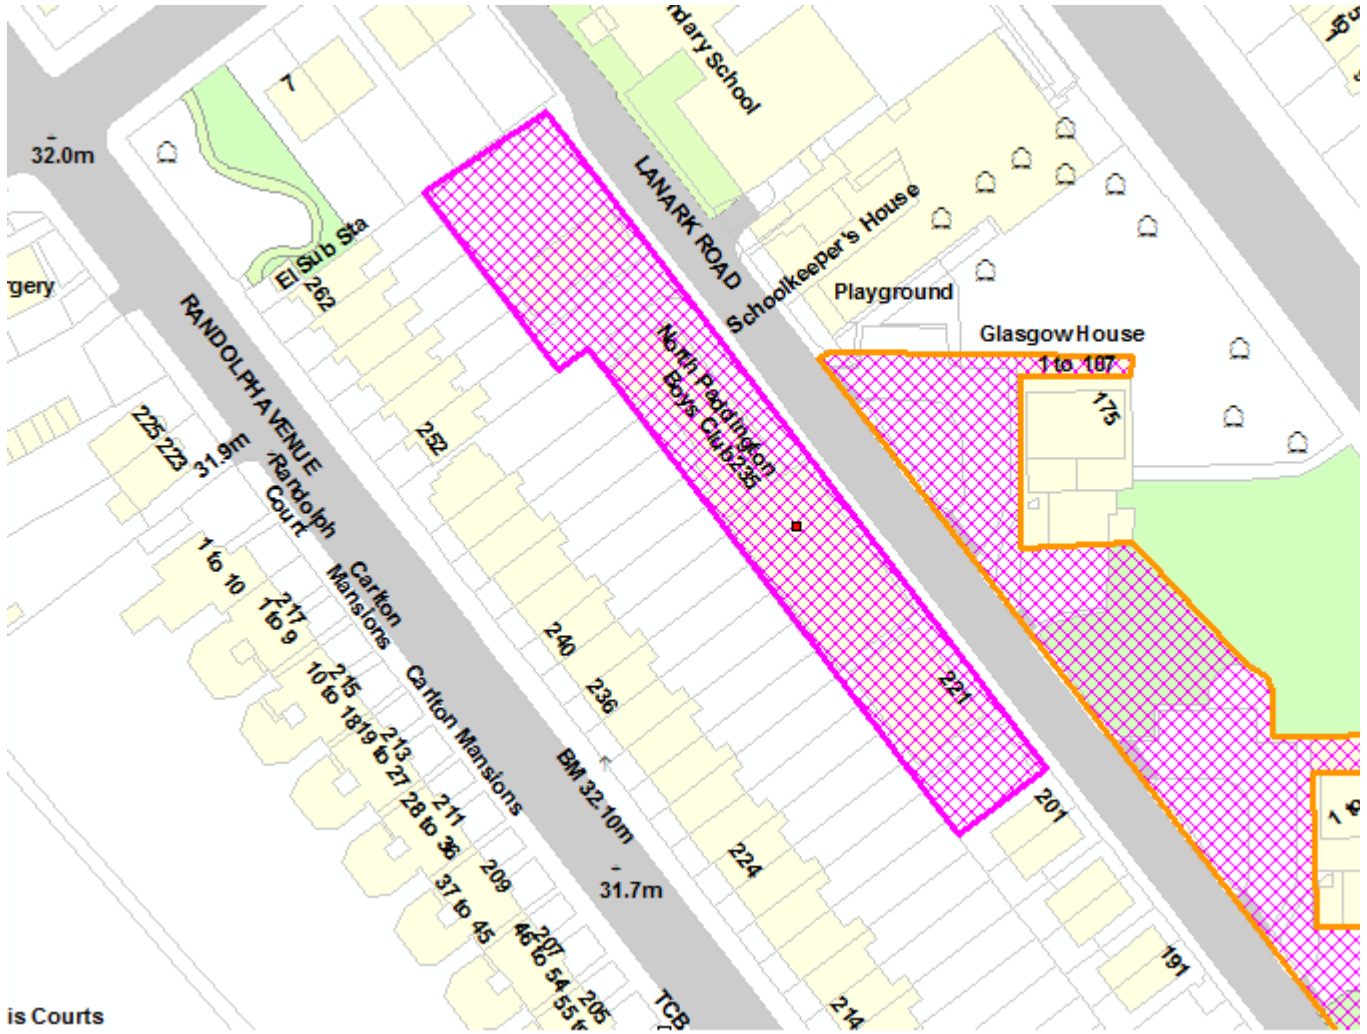 ndary School
7
32.0m
LANARK ROAD
Schoolkeeper's House
El Sub Sta
262
rgery
Playground
RANDOLPH AVENUE
Glasgow House
1 to 107
175
North Paddington
Boys Club 235
252
225 223
31.9m
Randolph
Court
1 to 10
217
1 to 9
Carlton
Mansions
240
236
221
215
10 to 18
Carlton Mansions
213
19 to 27
BM 32.10m
211
28 to 36
201
224
31.7m
209
37 to 45
207
46 to 54
191
205
TCB
214
is Courts